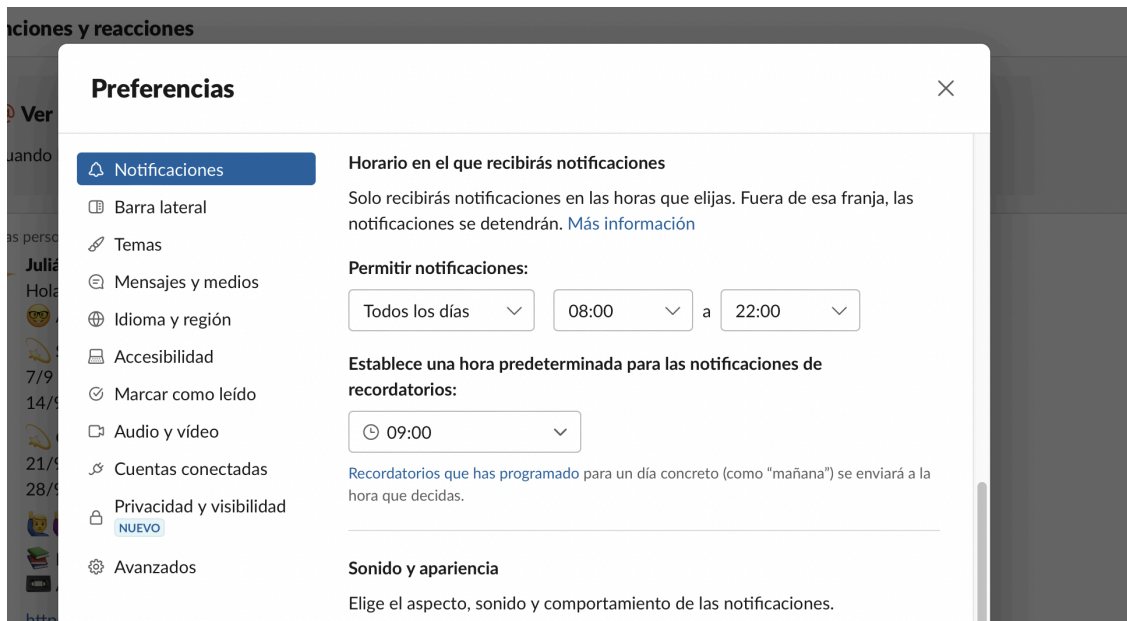 nciones y reacciones
Preferencias
Ver
uando
as perso
Juliá
Hola
7/9
14/9
21/9
28/9
http
Notificaciones
Barra lateral
Temas
Mensajes y medios
Idioma y región
Accesibilidad
Marcar como leído
Audio y vídeo
Cuentas conectadas
Privacidad y visibilidad
NUEVO
Avanzados
Horario en el que recibirás notificaciones
Solo recibirás notificaciones en las horas que elijas. Fuera de esa franja, las
notificaciones se detendrán. Más información
Permitir notificaciones:
Todos los días 08:00 a 22:00
Establece una hora predeterminada para las notificaciones de
recordatorios:
09:00
Recordatorios que has programado para un día concreto (como “mañana”) se enviará a la
hora que decidas.
Sonido y apariencia
Elige el aspecto, sonido y comportamiento de las notificaciones.